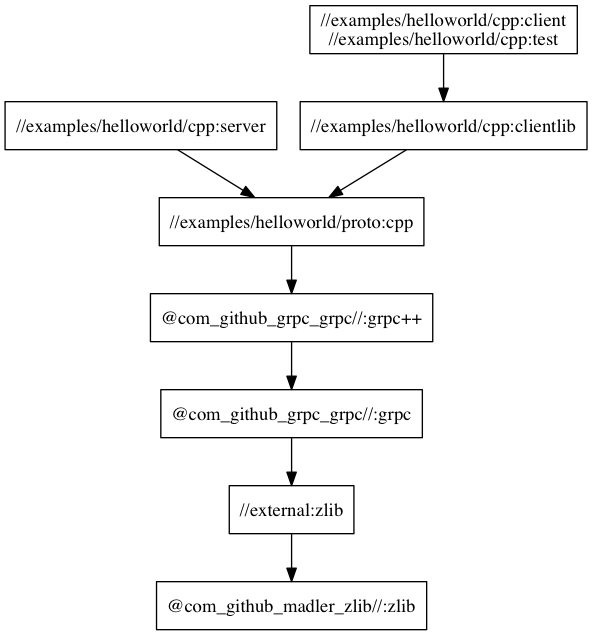 //examples/helloworld/cpp:client
//examples/helloworld/cpp:test
//examples/helloworld/cpp:server
//examples/helloworld/cpp:clientlib
//examples/helloworld/proto:cpp
@com_github_grpc_grpc//:grpc++
@com_github_grpc_grpc//:grpc
//external:zlib
@com_github_madler_zlib//:zlib